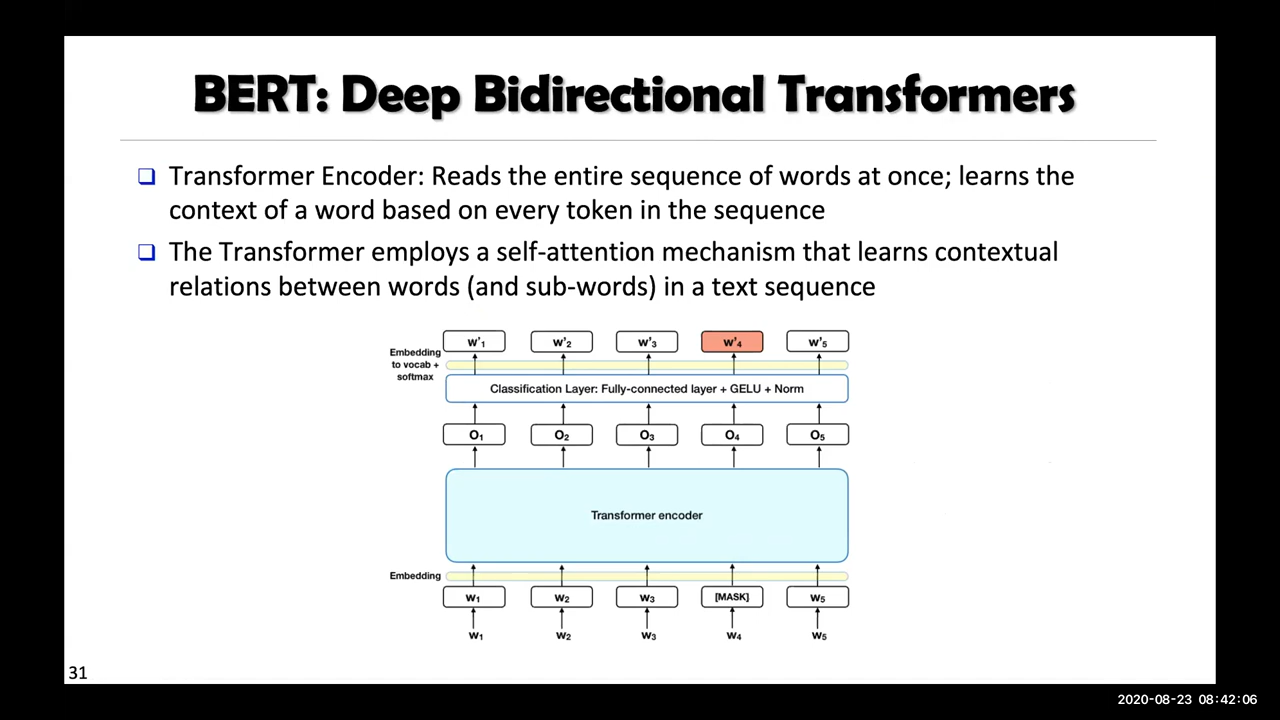 BERT: Deep Bidirectional Transformers
Transformer Encoder: Reads the entire sequence of words at once; learns the
context of a word based on every token in the sequence
The Transformer employs a self-attention mechanism that learns contextual
relations between words (and sub-words) in a text sequence
w'₁ w'₂ w'₃ w'₄ w'₅
Embedding
to vocab +
softmax
Classification Layer: Fully-connected layer + GELU + Norm
O₁ O₂ O₃ O₄ O₅
Transformer encoder
Embedding
w₁ w₂ w₃ [MASK] w₅
w₁ w₂ w₃ w₄ w₅
31
2020-08-23 08:42:06